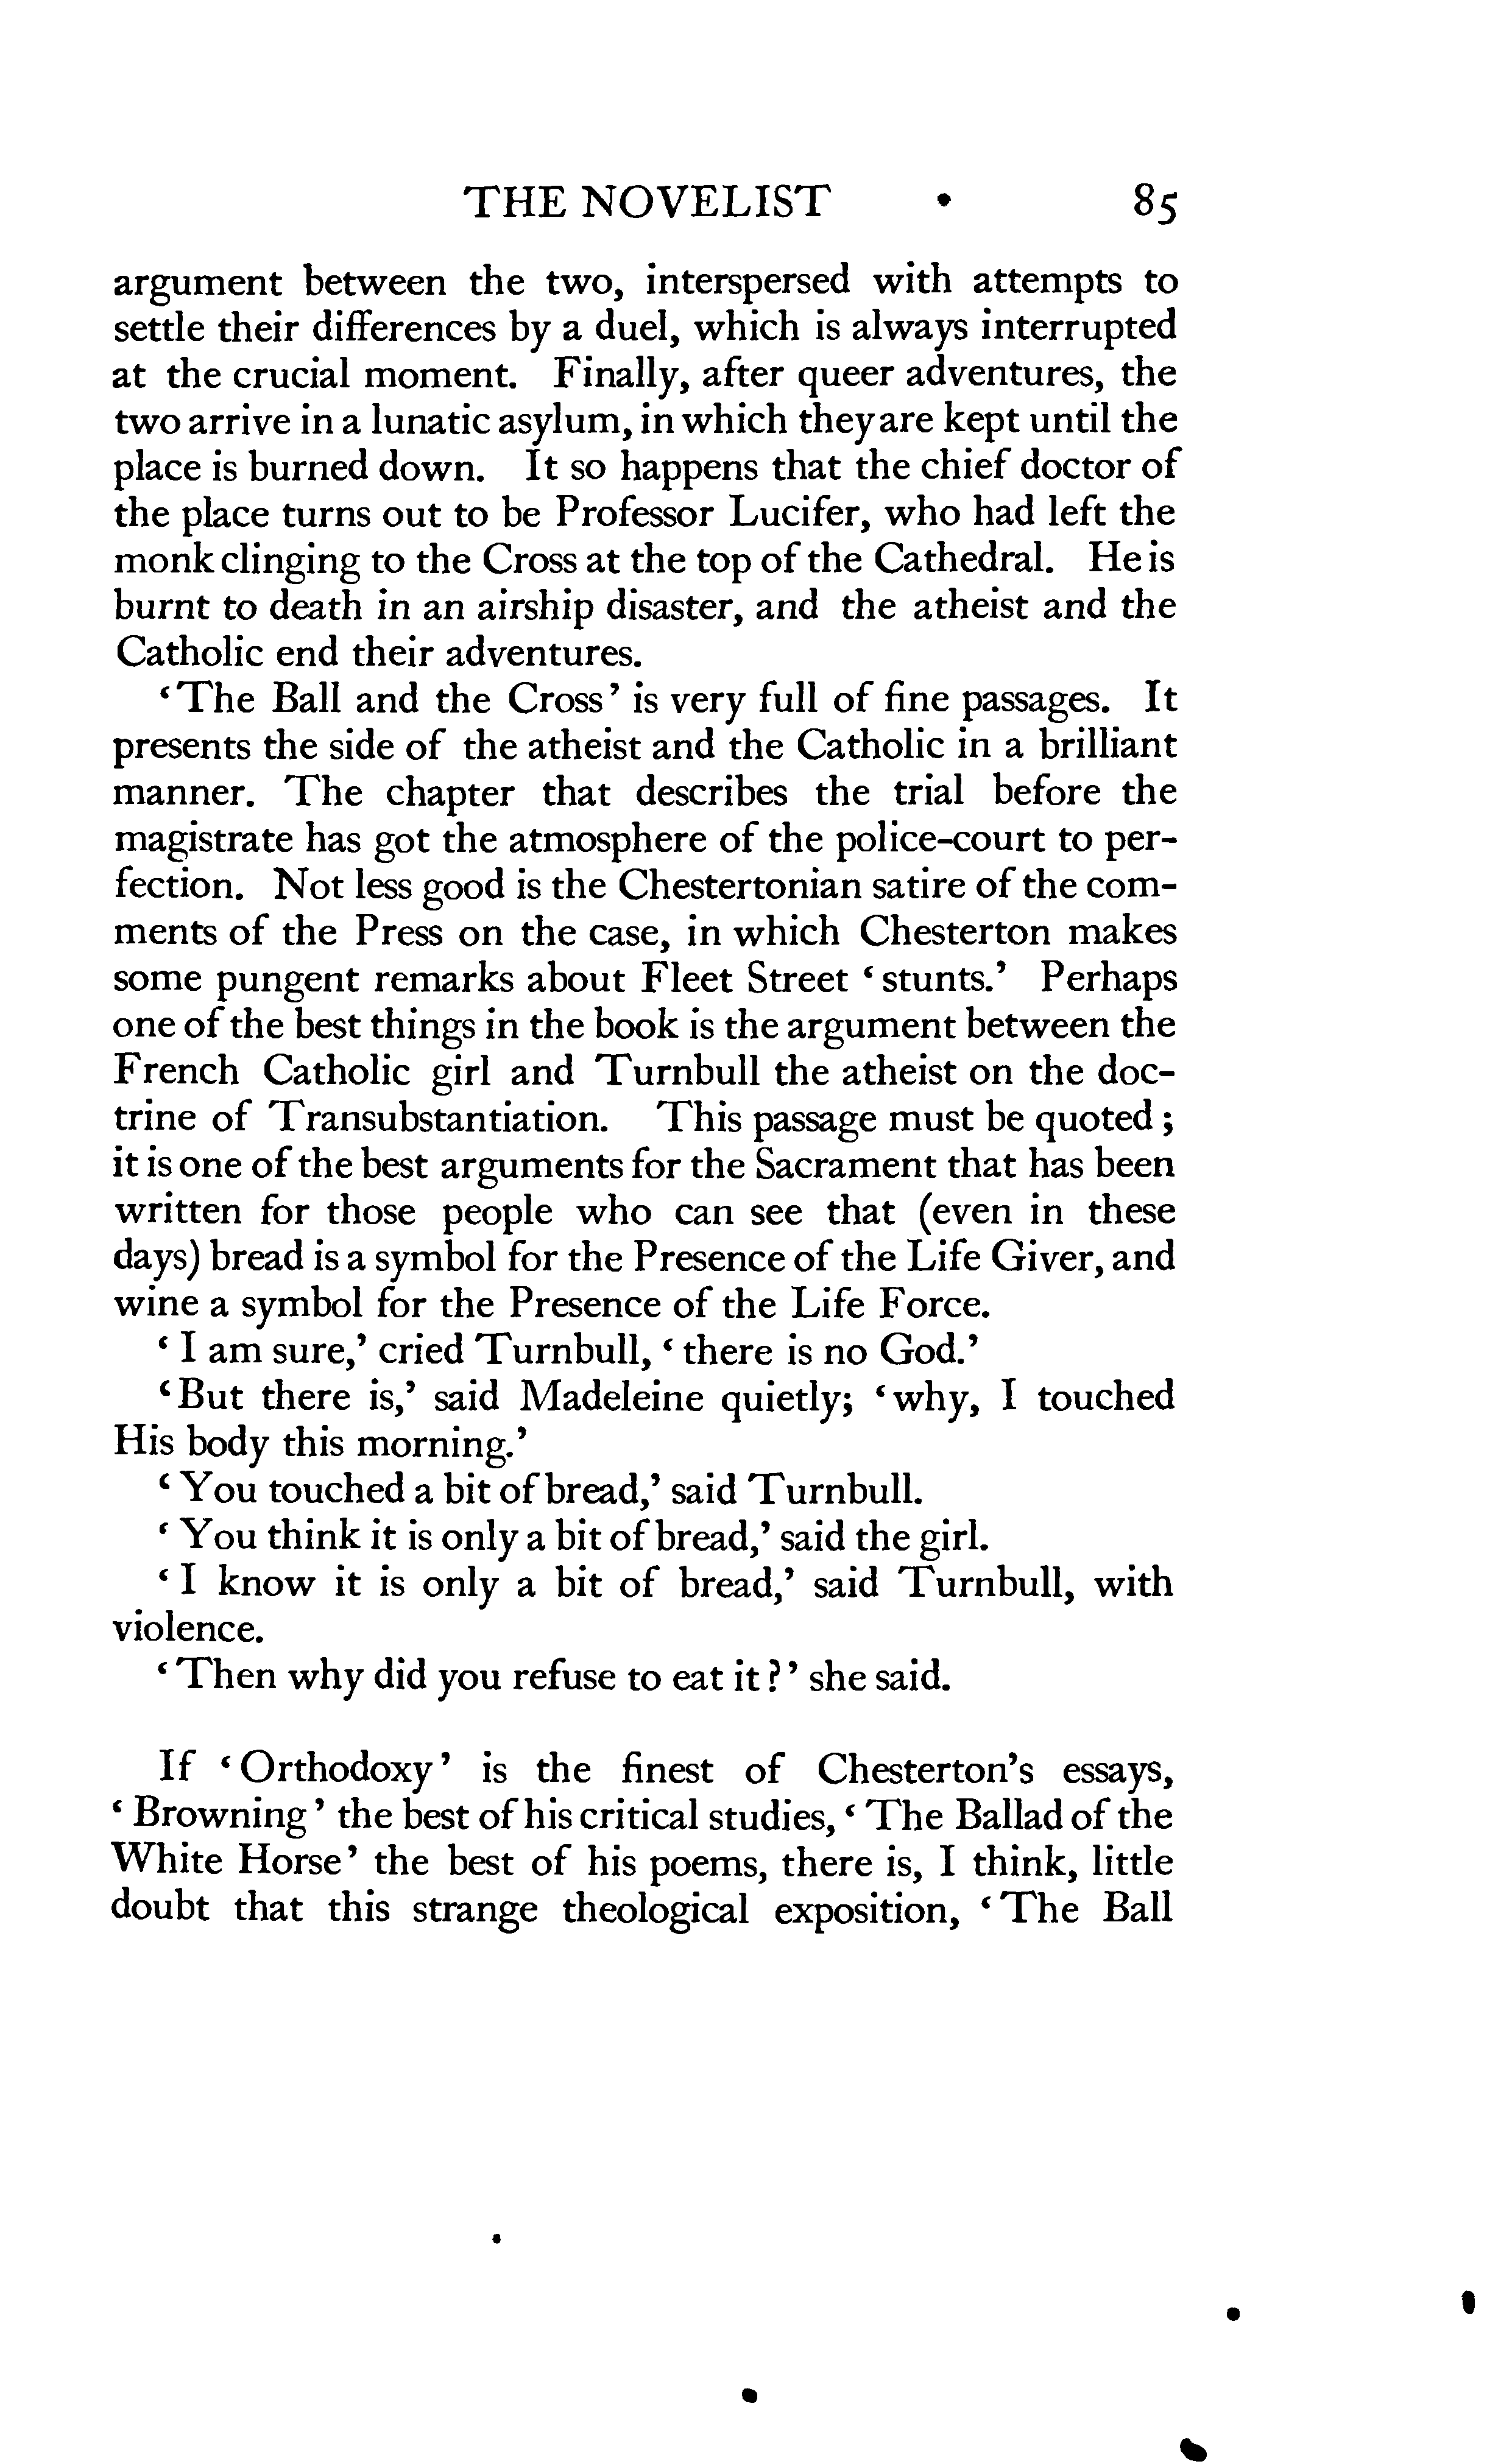 THE NOVELIST 85
argument between the two, interspersed with attempts to
settle their differences by a duel, which is always interrupted
at the crucial moment. Finally, after queer adventures, the
two arrive in a lunatic asylum, in which they are kept until the
place is burned down. It so happens that the chief doctor of
the place turns out to be Professor Lucifer, who had left the
monk clinging to the Cross at the top of the Cathedral. He is
burnt to death in an airship disaster, and the atheist and the
Catholic end their adventures.
‘The Ball and the Cross’ is very full of fine passages. It
presents the side of the atheist and the Catholic in a brilliant
manner. The chapter that describes the trial before the
magistrate has got the atmosphere of the police-court to per-
fection. Not less good is the Chestertonian satire of the com-
ments of the Press on the case, in which Chesterton makes
some pungent remarks about Fleet Street ‘stunts.’ Perhaps
one of the best things in the book is the argument between the
French Catholic girl and Turnbull the atheist on the doc-
trine of Transubstantiation. This passage must be quoted;
it is one of the best arguments for the Sacrament that has been
written for those people who can see that (even in these
days) bread is a symbol for the Presence of the Life Giver, and
wine a symbol for the Presence of the Life Force.
‘I am sure,’ cried Turnbull, ‘there is no God.’
‘But there is,’ said Madeleine quietly; ‘why, I touched
His body this morning.’
‘You touched a bit of bread,’ said Turnbull.
‘You think it is only a bit of bread,’ said the girl.
‘I know it is only a bit of bread,’ said Turnbull, with
violence.
‘Then why did you refuse to eat it?’ she said.
If ‘Orthodoxy’ is the finest of Chesterton's essays,
‘Browning’ the best of his critical studies, ‘The Ballad of the
White Horse’ the best of his poems, there is, I think, little
doubt that this strange theological exposition, ‘The Ball